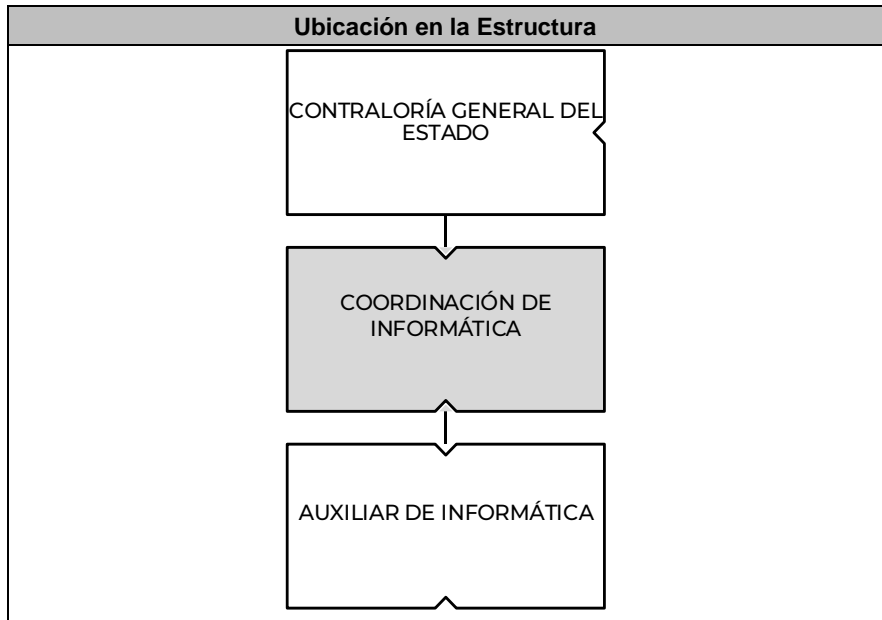 Ubicación en la Estructura
CONTRALORÍA GENERAL DEL
ESTADO
COORDINACIÓN DE
INFORMÁTICA
AUXILIAR DE INFORMÁTICA